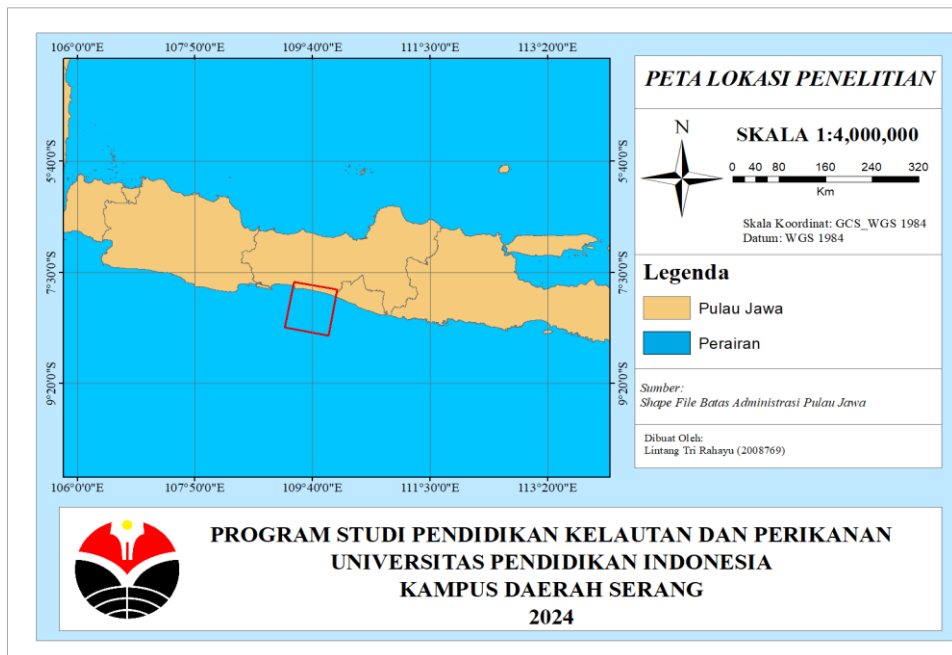 106°0'0"E 107°50'0"E 109°40'0"E 111°30'0"E 113°20'0"E
5°40'0"S 5°40'0"S
7°30'0"S 7°30'0"S
9°20'0"S 9°20'0"S
106°0'0"E 107°50'0"E 109°40'0"E 111°30'0"E 113°20'0"E
PETA LOKASI PENELITIAN
N
SKALA 1:4,000,000
0 40 80 160 240 320
Km
Skala Koordinat: GCS_WGS 1984
Datum: WGS 1984
Legenda
Pulau Jawa
Perairan
Sumber:
Shape File Batas Administrasi Pulau Jawa
Dibuat Oleh:
Lintang Tri Rahayu (2008769)
PROGRAM STUDI PENDIDIKAN KELAUTAN DAN PERIKANAN
UNIVERSITAS PENDIDIKAN INDONESIA
KAMPUS DAERAH SERANG
2024